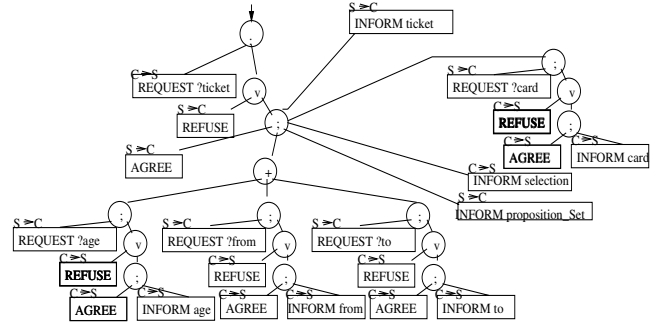 S > C
INFORM ticket
;
C > S
REQUEST ?ticket
v
S > C
REFUSE
;
S > C
AGREE
;
S > C
REQUEST ?card
v
C > S
REFUSE
;
C > S
AGREE
C > S
INFORM card
C > S
INFORM selection
S > C
INFORM proposition_Set
+
;
S > C
REQUEST ?age
v
C > S
REFUSE
;
C > S
AGREE
C > S
INFORM age
;
S > C
REQUEST ?from
v
C > S
REFUSE
;
C > S
AGREE
C > S
INFORM from
;
S > C
REQUEST ?to
v
C > S
REFUSE
;
C > S
AGREE
C > S
INFORM to